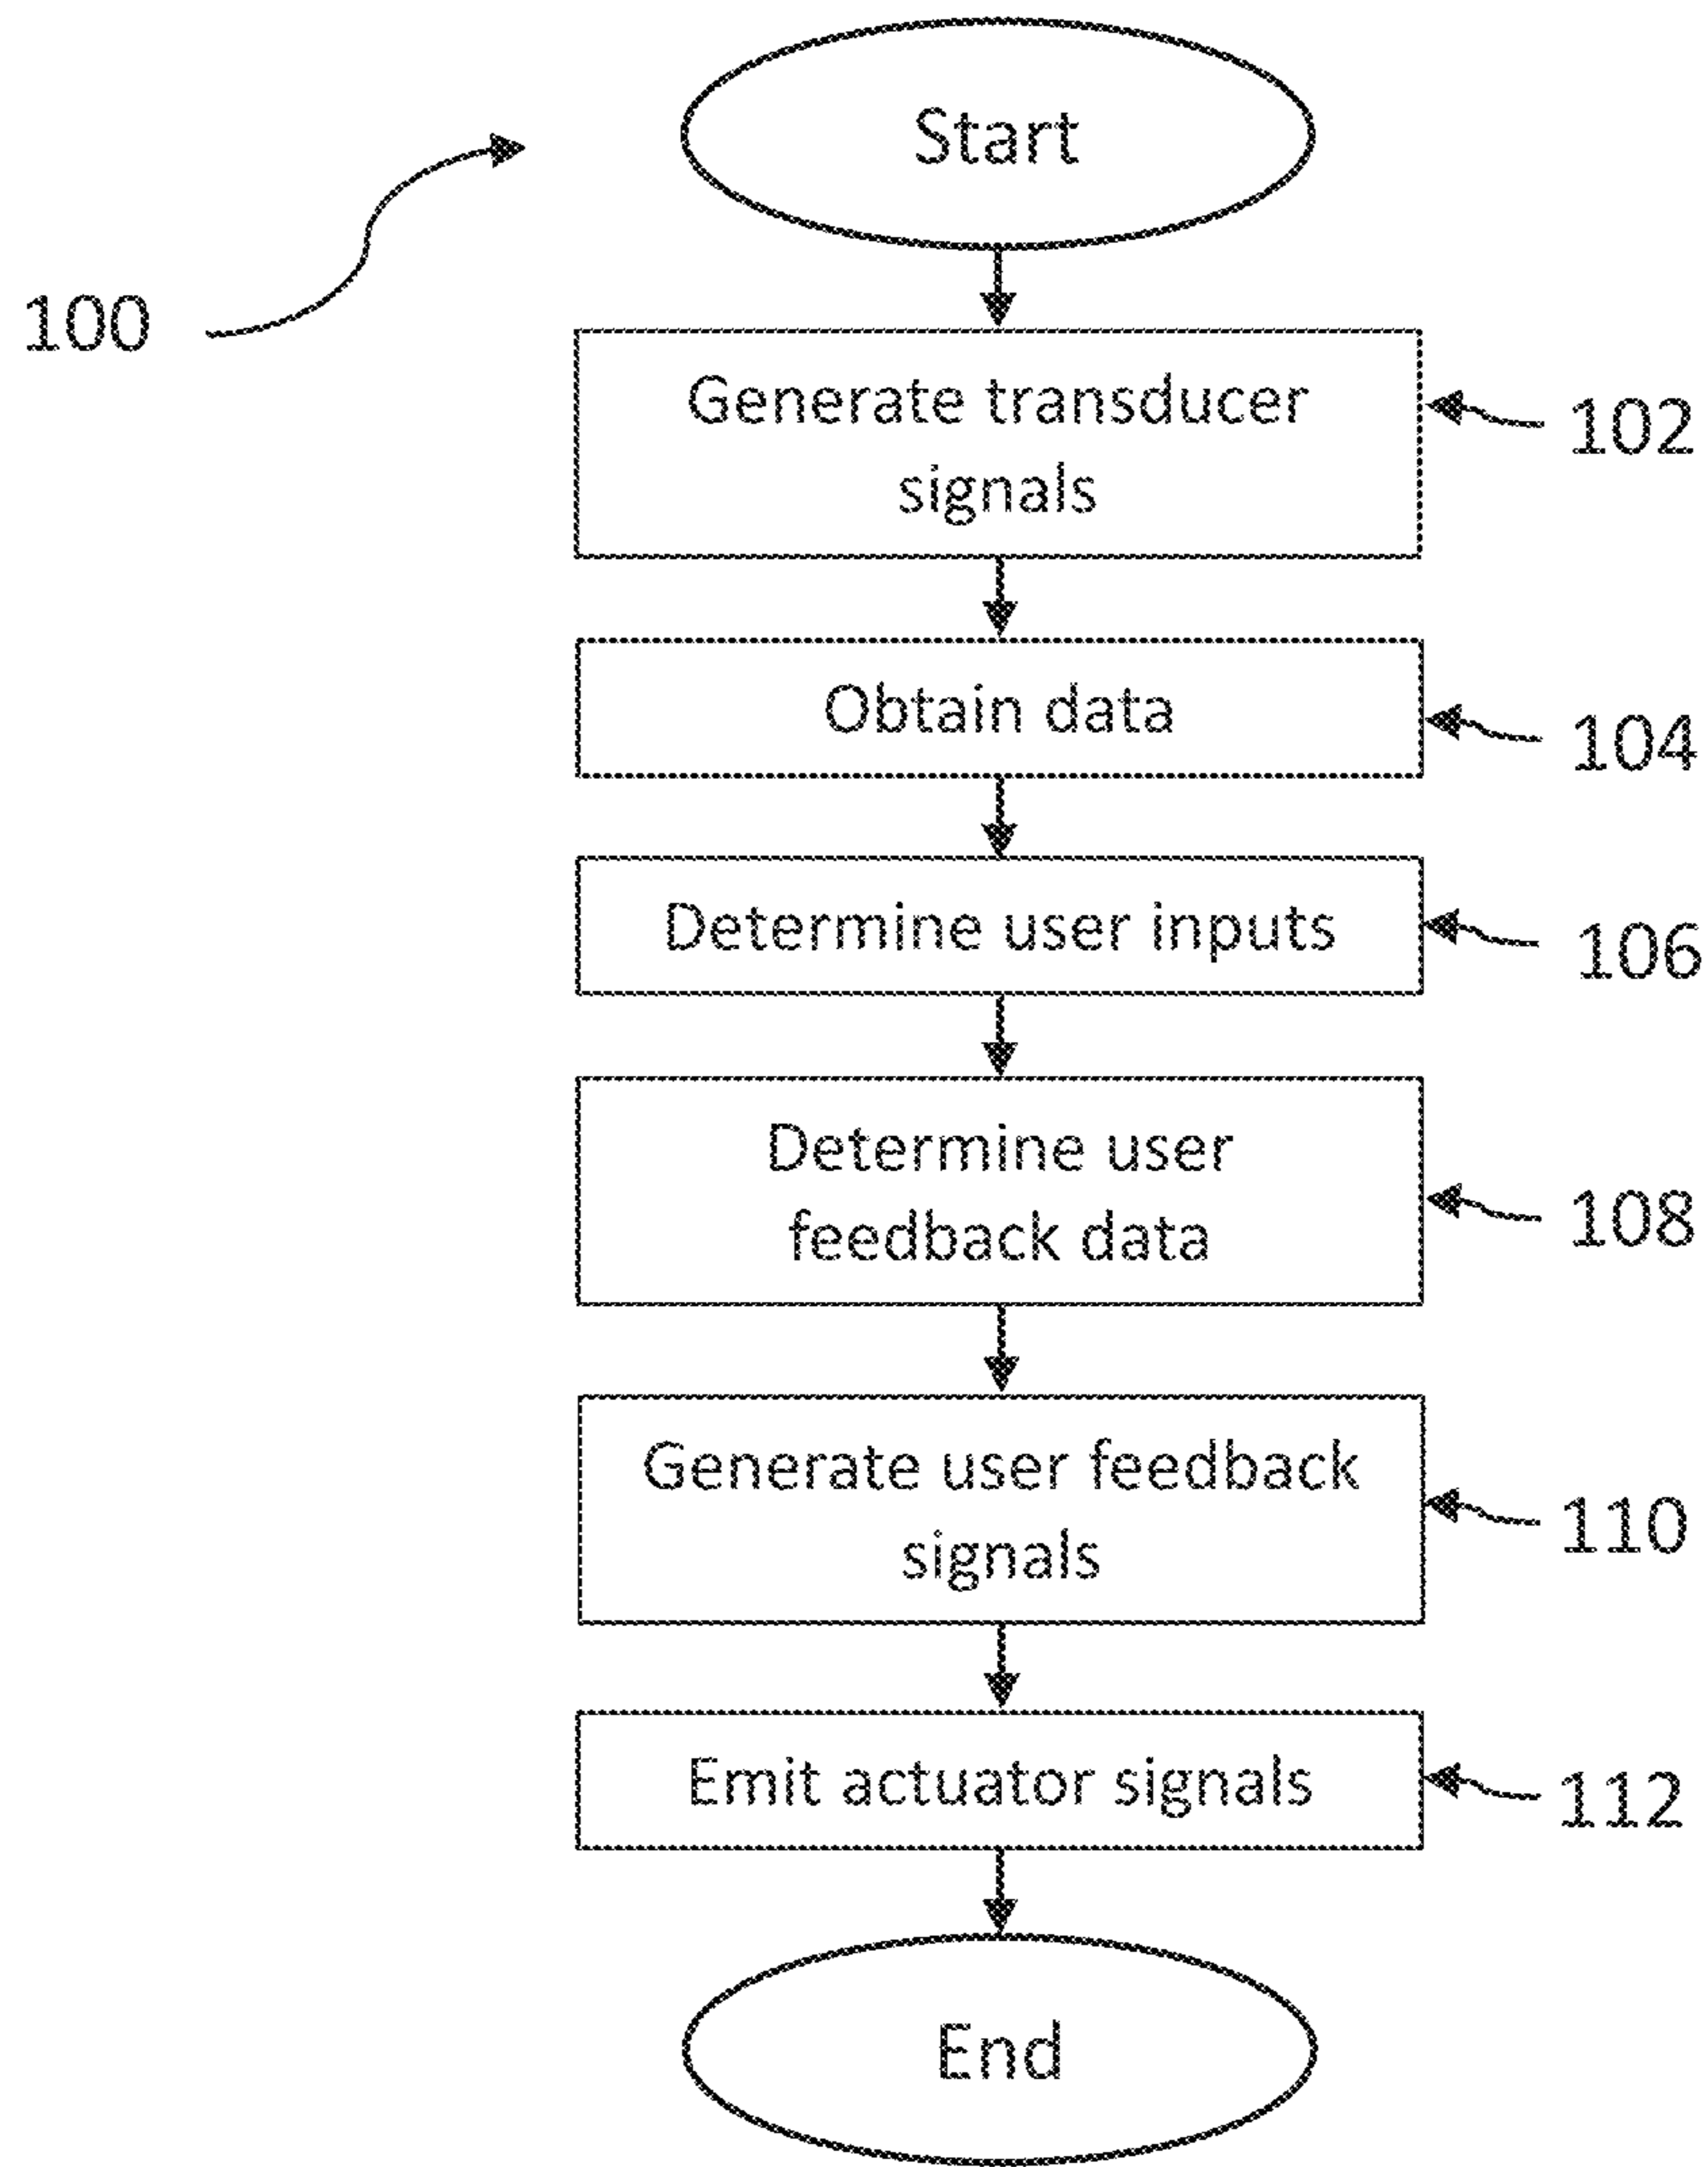 Start
100
Generate transducer
signals
102
Obtain data
104
Determine user inputs
106
Determine user
feedback data
108
Generate user feedback
signals
110
Emit actuator signals
112
End